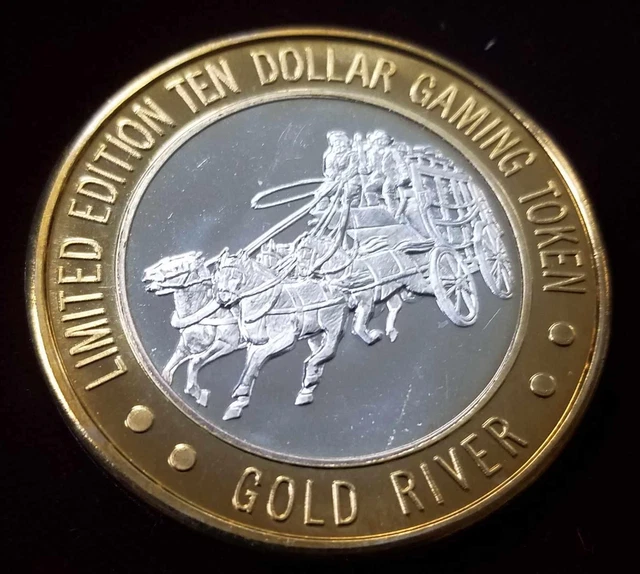 LIMITED EDITION TEN DOLLAR GAMING TOKEN
GOLD RIVER